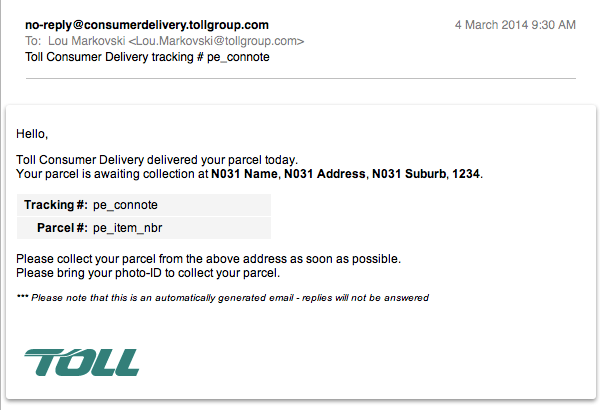 no-reply@consumerdelivery.tollgroup.com 4 March 2014 9:30 AM
To: Lou Markovski <Lou.Markovski@tollgroup.com>
Toll Consumer Delivery tracking # pe_connote
Hello,
Toll Consumer Delivery delivered your parcel today.
Your parcel is awaiting collection at N031 Name, N031 Address, N031 Suburb, 1234.
Tracking #: pe_connote
Parcel #: pe_item_nbr
Please collect your parcel from the above address as soon as possible.
Please bring your photo-ID to collect your parcel.
*** Please note that this is an automatically generated email - replies will not be answered
TOLL